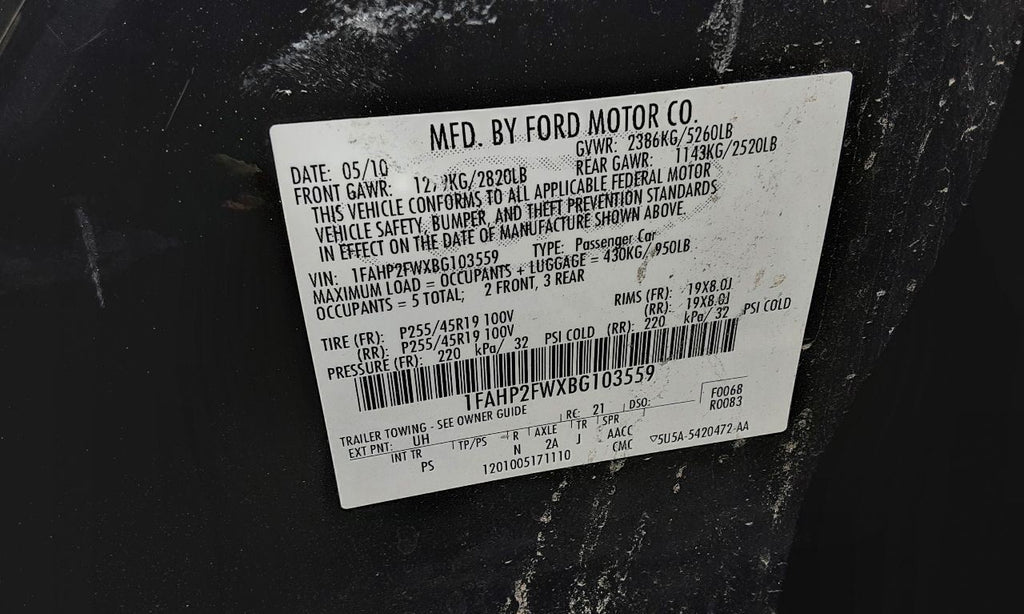 MFD. BY FORD MOTOR CO.
DATE: 05/10 GVWR: 2386KG/5260LB
FRONT GAWR: KG/2820LB REAR GAWR: 1143KG/2520LB
THIS VEHICLE CONFORMS TO ALL APPLICABLE FEDERAL MOTOR
VEHICLE SAFETY, BUMPER, AND THEFT PREVENTION STANDARDS
IN EFFECT ON THE DATE OF MANUFACTURE SHOWN ABOVE.
VIN: 1FAHP2FWXBG103559 TYPE: Passenger Car
MAXIMUM LOAD = OCCUPANTS + LUGGAGE = 430KG/ 950LB
OCCUPANTS = 5 TOTAL; 2 FRONT, 3 REAR
TIRE (FR): P255/45R19 100V RIMS (FR): 19X8.0J
(RR): P255/45R19 100V (RR): 19X8.0J
PRESSURE (FR): 220 kPa/ 32 PSI COLD (RR): 220 kPa/ 32 PSI COLD
1FAHP2FWXBG103559
TRAILER TOWING - SEE OWNER GUIDE
EXT PNT: UH RC: 21 DSO: F0068
INT TR TP/PS R AXLE TR SPR R0083
PS N 2A J AACC
1201005171110 CMC 5U5A-5420472-AA